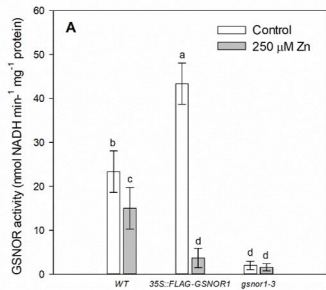 A
Control
250 μM Zn
GSNOR activity (nmol NADH min-¹ mg-¹ protein)
60
50
40
30
20
10
0
b
c
a
d
d
d
WT
35S::FLAG-GSNOR1
gsnor1-3